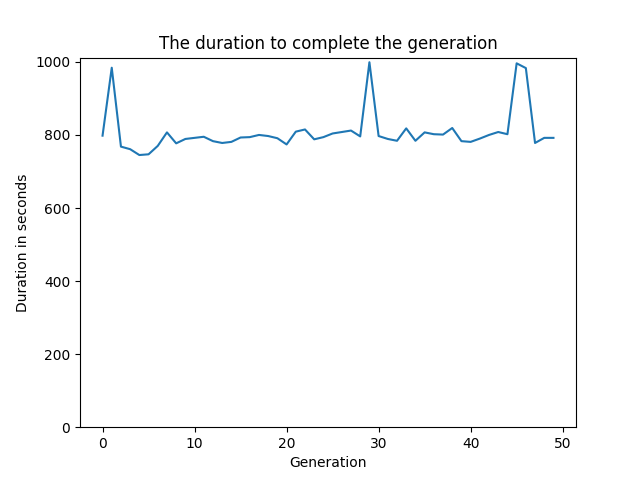 The duration to complete the generation
1000
800
600
400
200
0
Duration in seconds
0 10 20 30 40 50
Generation